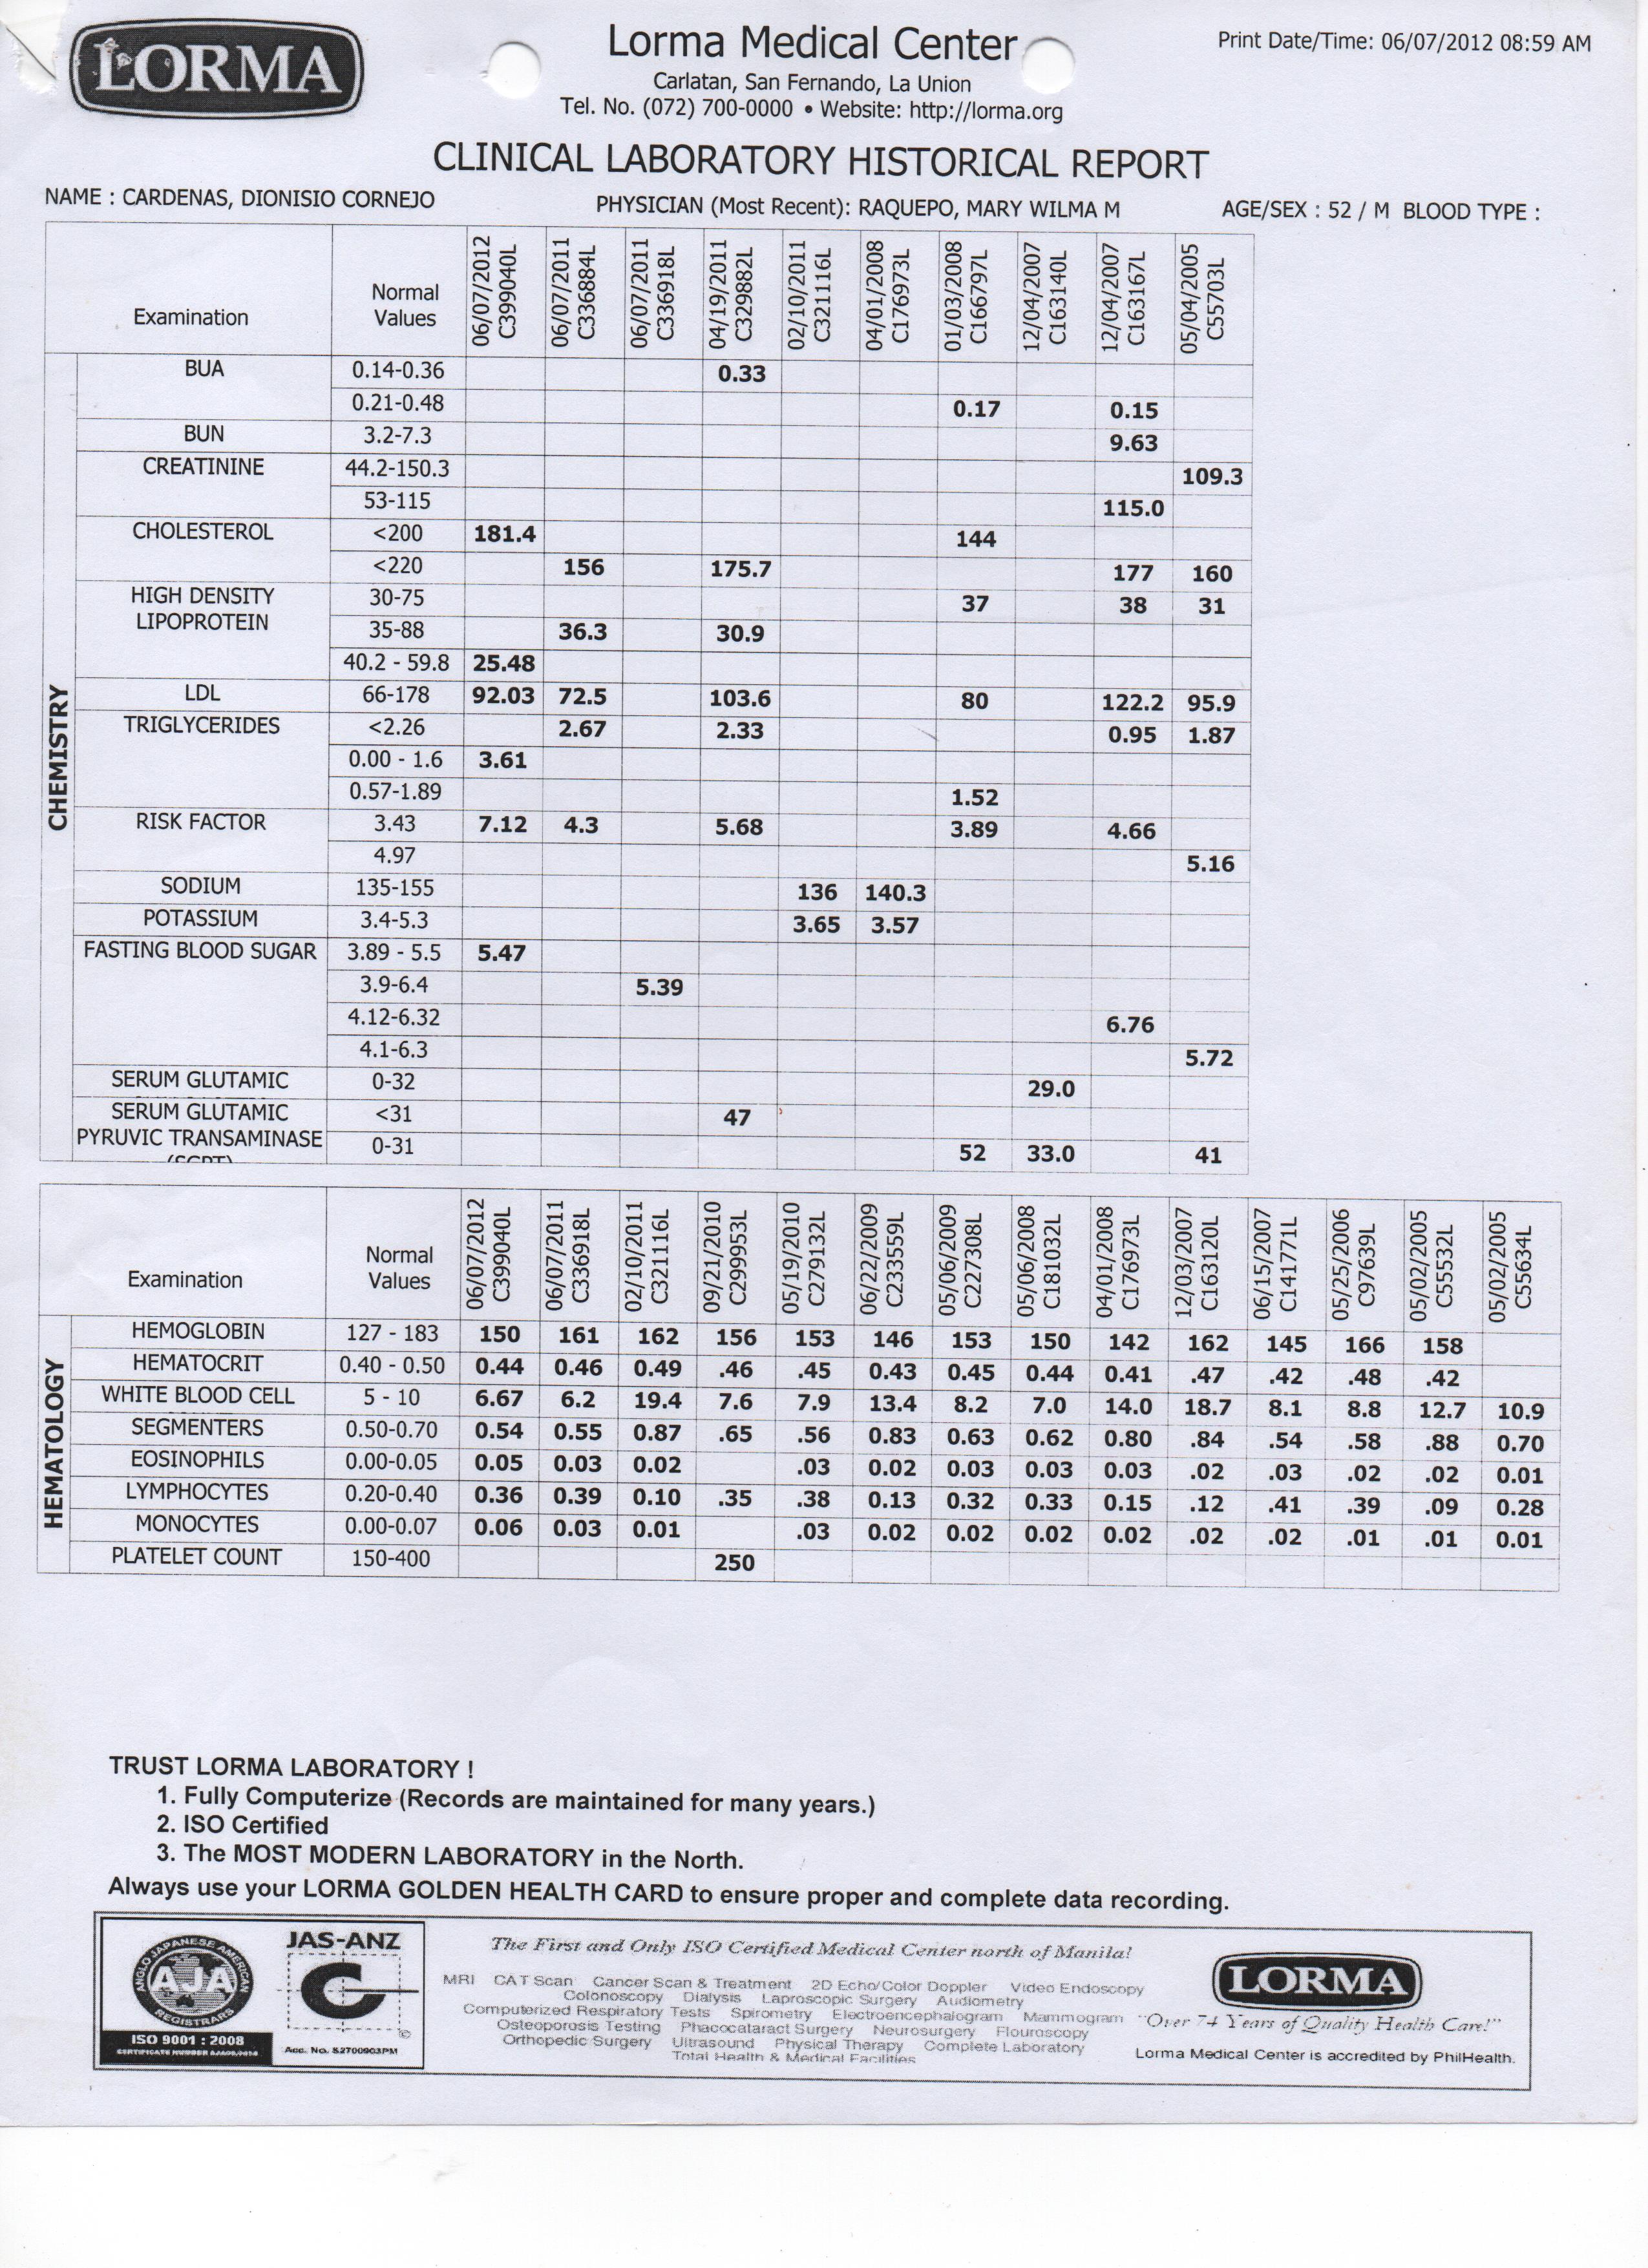 LORMA
Lorma Medical Center
Carlatan, San Fernando, La Union
Tel. No. (072) 700-0000 • Website: http://lorma.org
Print Date/Time: 06/07/2012 08:59 AM
CLINICAL LABORATORY HISTORICAL REPORT
NAME : CARDENAS, DIONISIO CORNEJO PHYSICIAN (Most Recent): RAQUEPO, MARY WILMA M AGE/SEX : 52 / M BLOOD TYPE :
Examination Normal Values 06/07/2012 C399040L 06/07/2011 C336884L 06/07/2011 C336918L 04/19/2011 C329882L 02/10/2011 C321116L 04/01/2008 C176973L 01/03/2008 C166797L 12/04/2007 C163140L 12/04/2007 C163167L 05/04/2005 C55703L
CHEMISTRY
BUA 0.14-0.36 0.33
0.21-0.48 0.17 0.15
BUN 3.2-7.3 9.63
CREATININE 44.2-150.3 109.3
53-115 115.0
CHOLESTEROL <200 181.4 144
<220 156 175.7 177 160
HIGH DENSITY LIPOPROTEIN 30-75 37 38 31
35-88 36.3 30.9
40.2 - 59.8 25.48
LDL 66-178 92.03 72.5 103.6 80 122.2 95.9
TRIGLYCERIDES <2.26 2.67 2.33 0.95 1.87
0.00 - 1.6 3.61
0.57-1.89 1.52
RISK FACTOR 3.43 7.12 4.3 5.68 3.89 4.66
4.97 5.16
SODIUM 135-155 136 140.3
POTASSIUM 3.4-5.3 3.65 3.57
FASTING BLOOD SUGAR 3.89 - 5.5 5.47
3.9-6.4 5.39
4.12-6.32 6.76
4.1-6.3 5.72
SERUM GLUTAMIC 0-32 29.0
SERUM GLUTAMIC <31 47
PYRUVIC TRANSAMINASE 0-31 52 33.0 41
(SGPT)
Examination Normal Values 06/07/2012 C399040L 06/07/2011 C336918L 02/10/2011 C321116L 09/21/2010 C299953L 05/19/2010 C279132L 06/22/2009 C233559L 05/06/2009 C227308L 05/06/2008 C181032L 04/01/2008 C176973L 12/03/2007 C163120L 06/15/2007 C141771L 05/25/2006 C97639L 05/02/2005 C55532L 05/02/2005 C55634L
HEMATOLOGY
HEMOGLOBIN 127 - 183 150 161 162 156 153 146 153 150 142 162 145 166 158
HEMATOCRIT 0.40 - 0.50 0.44 0.46 0.49 .46 .45 0.43 0.45 0.44 0.41 .47 .42 .48 .42
WHITE BLOOD CELL 5 - 10 6.67 6.2 19.4 7.6 7.9 13.4 8.2 7.0 14.0 18.7 8.1 8.8 12.7 10.9
SEGMENTERS 0.50-0.70 0.54 0.55 0.87 .65 .56 0.83 0.63 0.62 0.80 .84 .54 .58 .88 0.70
EOSINOPHILS 0.00-0.05 0.05 0.03 0.02 .03 0.02 0.03 0.03 0.03 .02 .03 .02 .02 0.01
LYMPHOCYTES 0.20-0.40 0.36 0.39 0.10 .35 .38 0.13 0.32 0.33 0.15 .12 .41 .39 .09 0.28
MONOCYTES 0.00-0.07 0.06 0.03 0.01 .03 0.02 0.02 0.02 0.02 .02 .02 .01 .01 0.01
PLATELET COUNT 150-400 250
TRUST LORMA LABORATORY !
1. Fully Computerize (Records are maintained for many years.)
2. ISO Certified
3. The MOST MODERN LABORATORY in the North.
Always use your LORMA GOLDEN HEALTH CARD to ensure proper and complete data recording.
ANGLO JAPANESE AMERICAN
AJA
REGISTRARS
ISO 9001 : 2008
JAS-ANZ
Acc. No. S2700903PM
The First and Only ISO Certified Medical Center north of Manila!
MRI CAT Scan Cancer Scan & Treatment 2D Echo/Color Doppler Video Endoscopy
Colonoscopy Dialysis Laproscopic Surgery Audiometry
Computerized Respiratory Tests Spirometry Electroencephalogram Mammogram
Osteoporosis Testing Phacocataract Surgery Neurosurgery Flouroscopy
Orthopedic Surgery Ultrasound Physical Therapy Complete Laboratory
Total Health & Medical Facilities
LORMA
"Over 74 Years of Quality Health Care!"
Lorma Medical Center is accredited by PhilHealth.